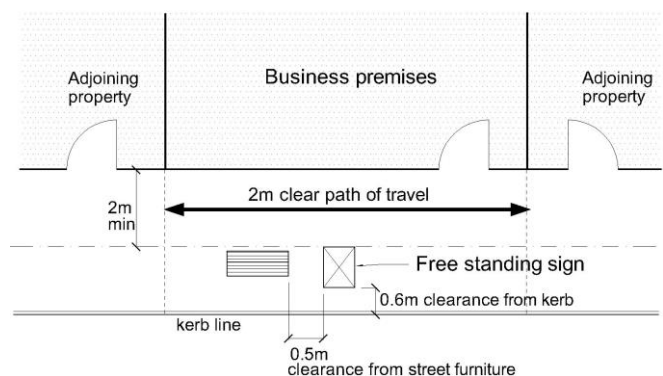 Adjoining
property
Business premises
Adjoining
property
2m
min
2m clear path of travel
Free standing sign
0.6m clearance from kerb
kerb line
0.5m
clearance from street furniture